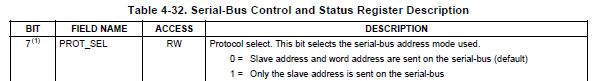 Table 4-32. Serial-Bus Control and Status Register Description
BIT FIELD NAME ACCESS DESCRIPTION
7(1) PROT_SEL RW Protocol select. This bit selects the serial-bus address mode used.
0 = Slave address and word address are sent on the serial-bus (default)
1 = Only the slave address is sent on the serial-bus